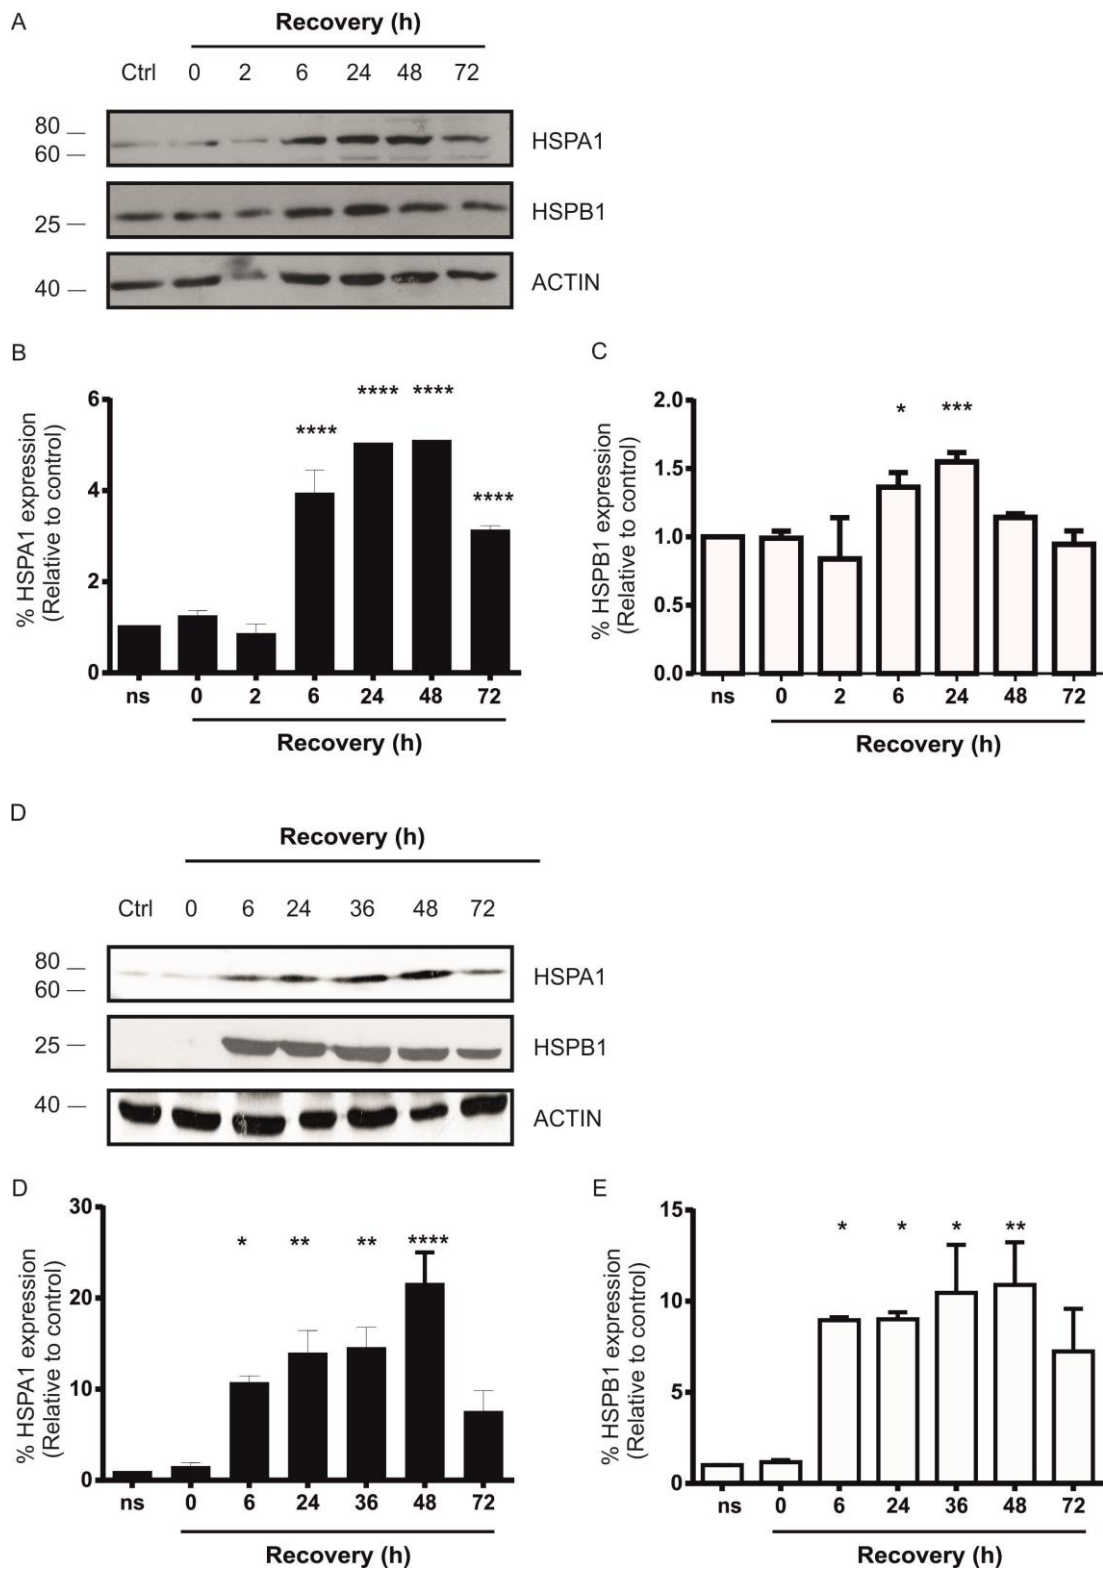 A
Recovery (h)
Ctrl 0 2 6 24 48 72
80
60
HSPA1
25
HSPB1
40
ACTIN
B
% HSPA1 expression
(Relative to control)
6
4
2
0
**** **** **** ****
ns 0 2 6 24 48 72
Recovery (h)
C
% HSPB1 expression
(Relative to control)
2.0
1.5
1.0
0.5
0.0
* ***
ns 0 2 6 24 48 72
Recovery (h)
D
Recovery (h)
Ctrl 0 6 24 36 48 72
80
60
HSPA1
25
HSPB1
40
ACTIN
D
% HSPA1 expression
(Relative to control)
30
20
10
0
* ** ** ****
ns 0 6 24 36 48 72
Recovery (h)
E
% HSPB1 expression
(Relative to control)
15
10
5
0
* * * **
ns 0 6 24 36 48 72
Recovery (h)